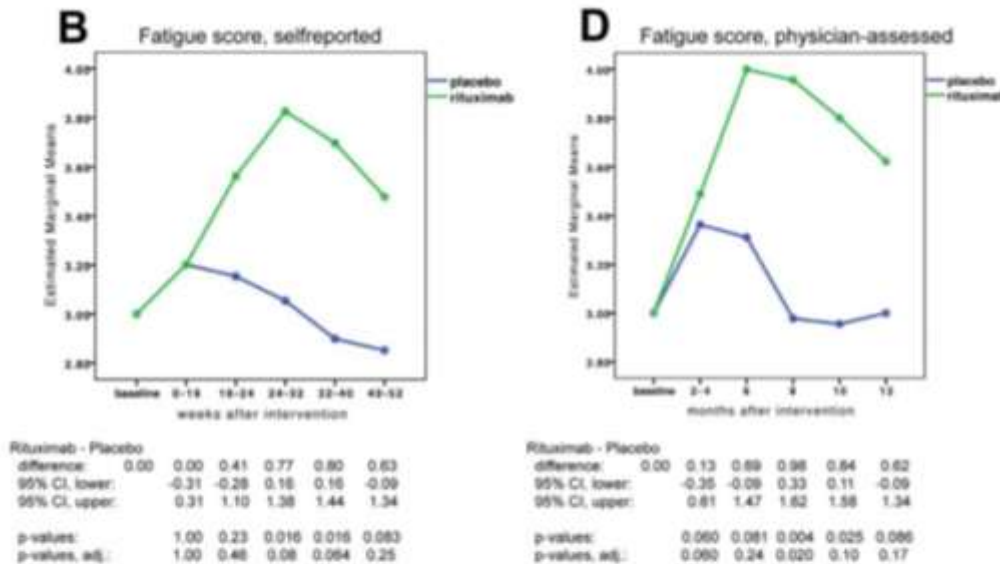 B
Fatigue score, selfreported
placebo
rituximab
Estimated Marginal Means
4.00
3.80
3.60
3.40
3.20
3.00
2.80
baseline 0-16 16-24 24-32 32-40 40-52
weeks after intervention
Rituximab - Placebo
difference: 0.00 0.00 0.41 0.77 0.80 0.63
95% CI, lower: -0.31 -0.28 0.16 0.16 -0.09
95% CI, upper: 0.31 1.10 1.38 1.44 1.34
p-values: 1.00 0.23 0.016 0.016 0.083
p-values, adj.: 1.00 0.46 0.08 0.064 0.25
D
Fatigue score, physician-assessed
placebo
rituximat
Estimated Marginal Means
4.00
3.80
3.60
3.40
3.20
3.00
2.80
baseline 2-4 6 8 10 12
months after intervention
Rituximab - Placebo
difference: 0.00 0.13 0.69 0.98 0.84 0.62
95% CI, lower: -0.35 -0.09 0.33 0.11 -0.09
95% CI, upper: 0.61 1.47 1.62 1.58 1.34
p-values: 0.060 0.081 0.004 0.025 0.086
p-values, adj.: 0.060 0.24 0.020 0.10 0.17